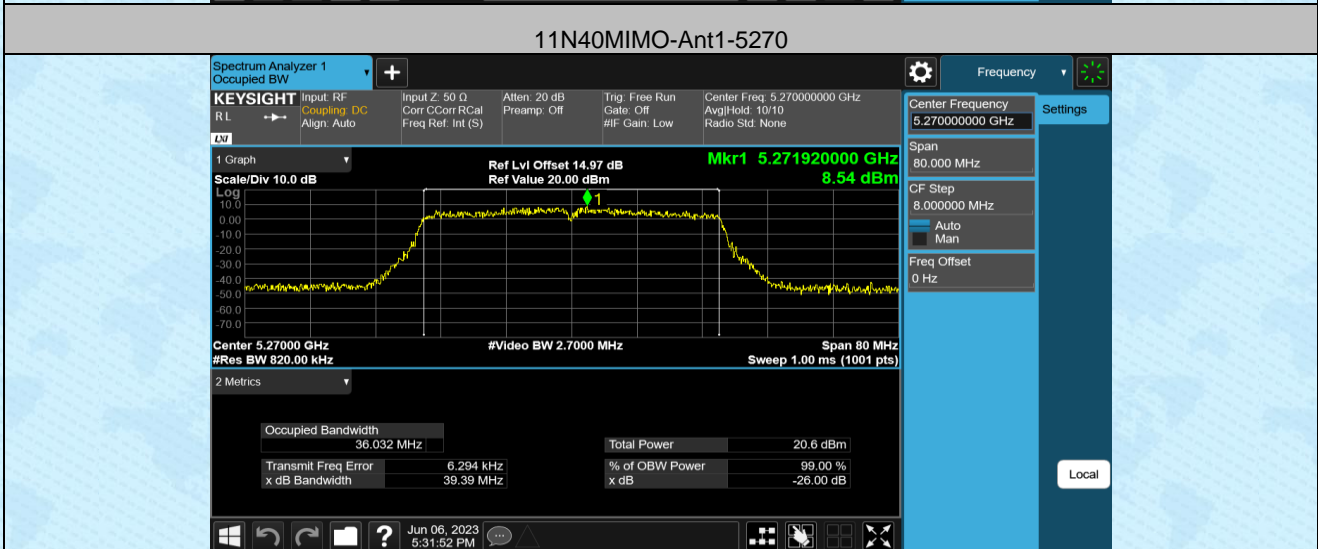 11N40MIMO-Ant1-5270
Spectrum Analyzer 1
Occupied BW
+
Frequency
KEYSIGHT
RL
LXI
Input: RF
Coupling: DC
Align: Auto
Input Z: 50 Ω
Corr CCorr RCal
Freq Ref: Int (S)
Atten: 20 dB
Preamp: Off
Trig: Free Run
Gate: Off
#IF Gain: Low
Center Freq: 5.270000000 GHz
Avg|Hold: 10/10
Radio Std: None
Center Frequency
5.270000000 GHz
Settings
Span
80.000 MHz
CF Step
8.000000 MHz
Auto
Man
Freq Offset
0 Hz
1 Graph
Scale/Div 10.0 dB
Ref Lvl Offset 14.97 dB
Ref Value 20.00 dBm
Mkr1 5.271920000 GHz
8.54 dBm
Log
10.0
0.00
-10.0
-20.0
-30.0
-40.0
-50.0
-60.0
-70.0
1
Center 5.27000 GHz
#Res BW 820.00 kHz
#Video BW 2.7000 MHz
Span 80 MHz
Sweep 1.00 ms (1001 pts)
2 Metrics
Occupied Bandwidth
36.032 MHz
Total Power 20.6 dBm
Transmit Freq Error 6.294 kHz
% of OBW Power 99.00 %
x dB Bandwidth 39.39 MHz
x dB -26.00 dB
Local
?
Jun 06, 2023
5:31:52 PM